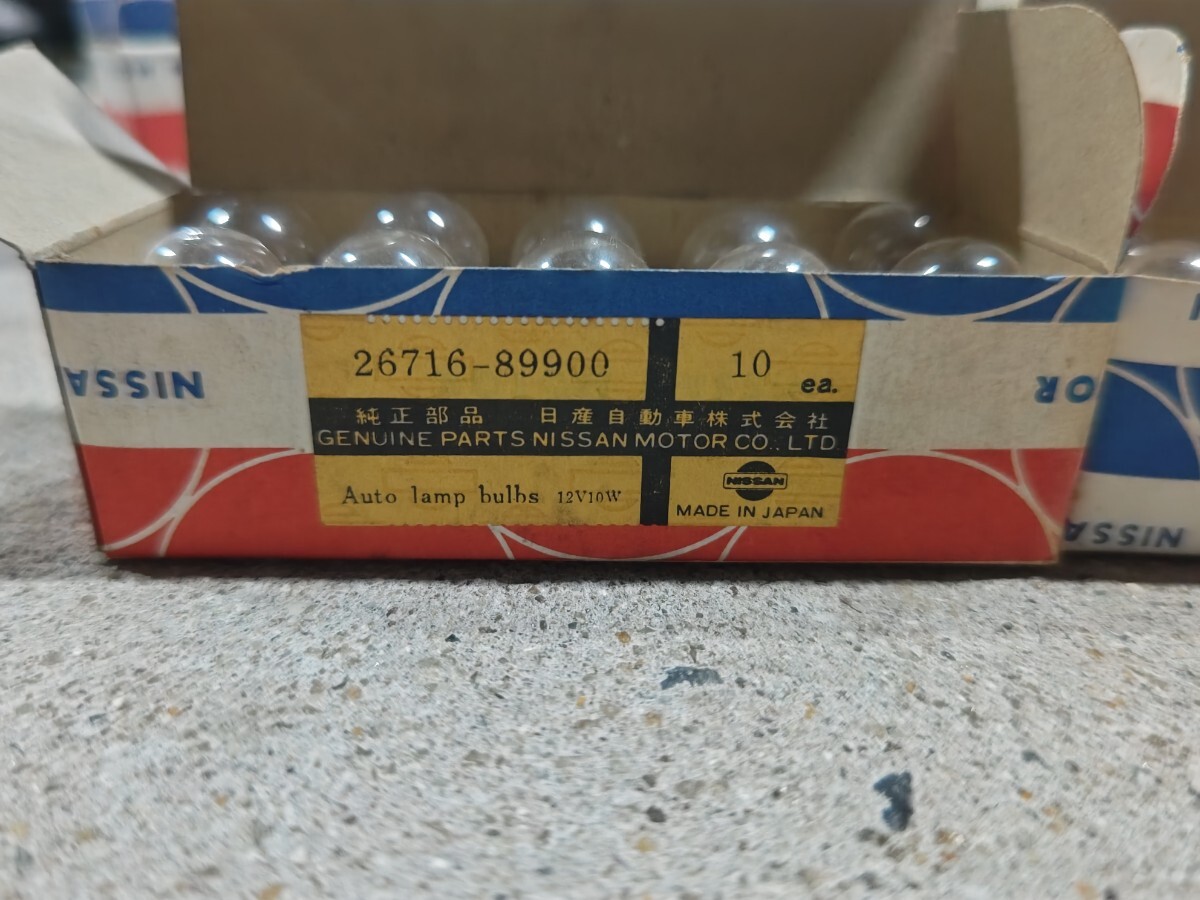 26716-89900
10 ea.
純正部品 日産自動車株式会社
GENUINE PARTS NISSAN MOTOR CO., LTD
Auto lamp bulbs 12V10W
NISSAN
MADE IN JAPAN
NISSA
OR
NISSA